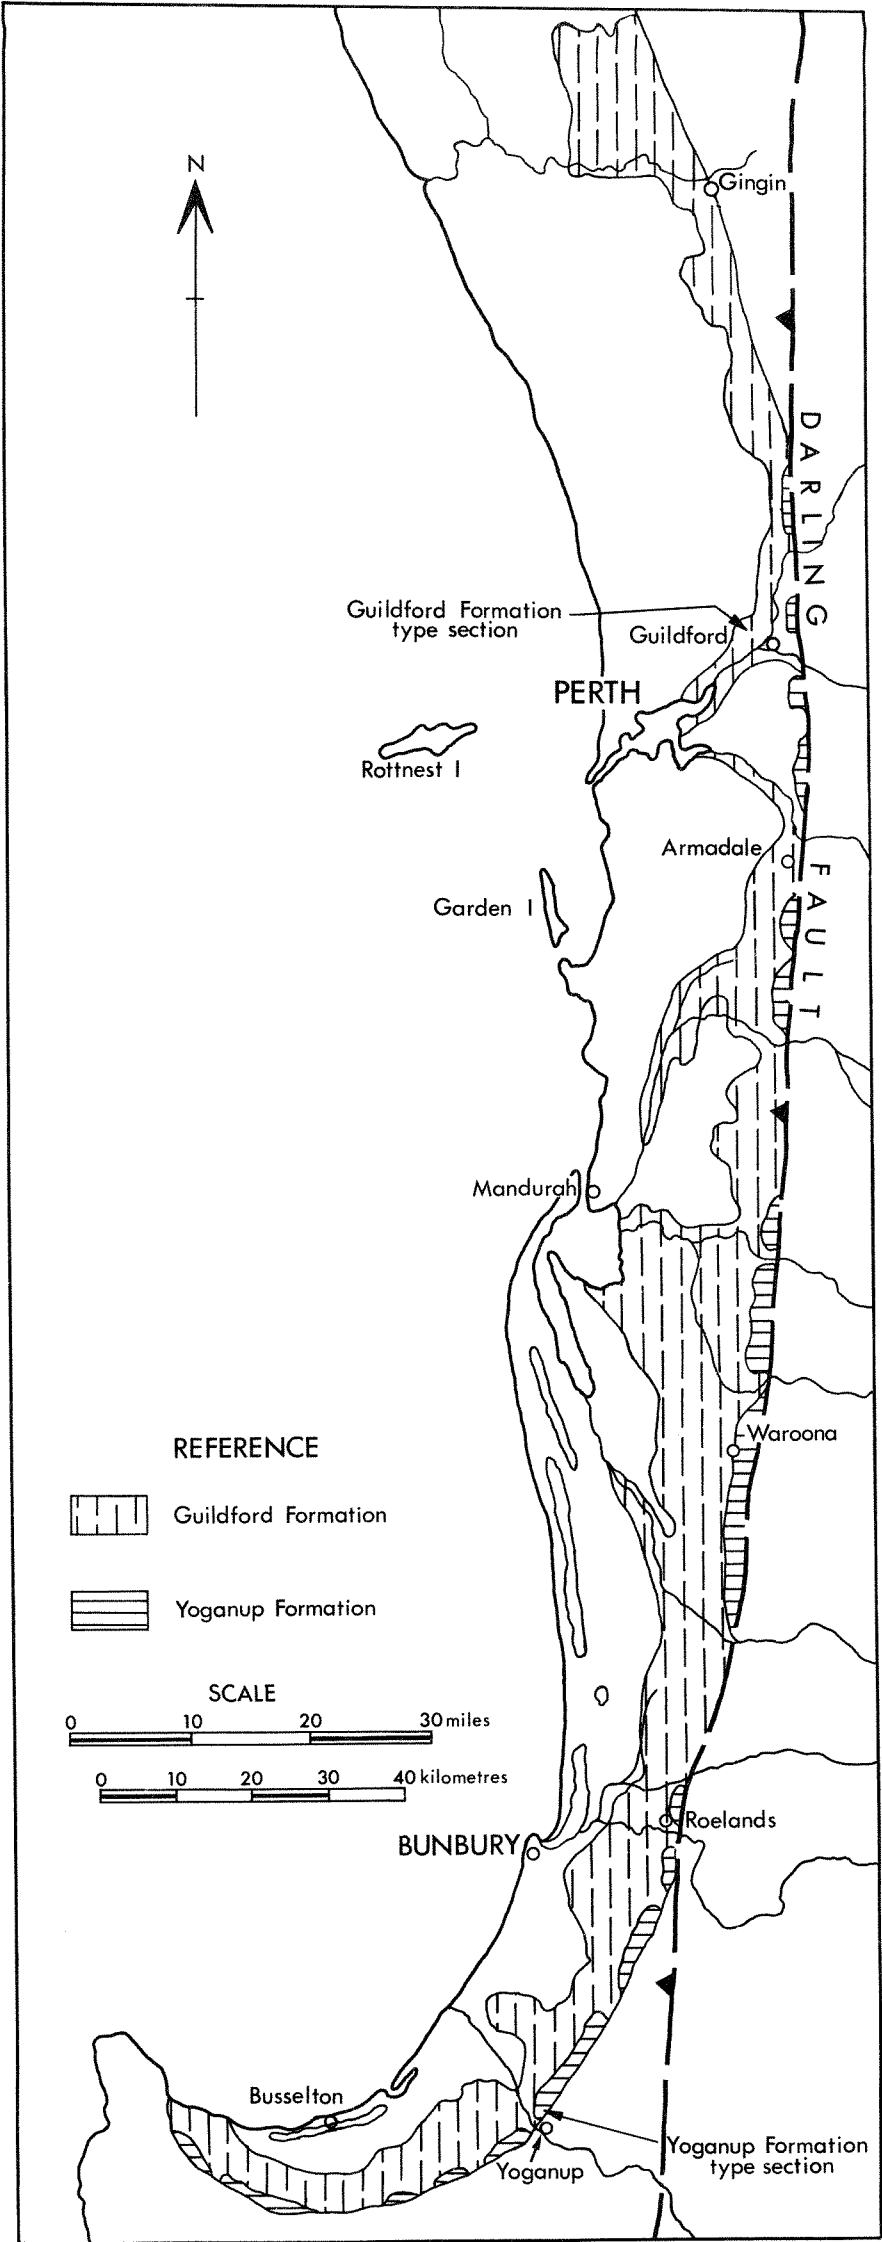 N
Gingin
DARLING
Guildford Formation
type section
Guildford
PERTH
Rottnest I
Armadale
FAULT
Garden I
Mandurah
Waroona
REFERENCE
Guildford Formation
Yoganup Formation
SCALE
0 10 20 30 miles
0 10 20 30 40 kilometres
Roelands
BUNBURY
Busselton
Yoganup Formation
type section
Yoganup